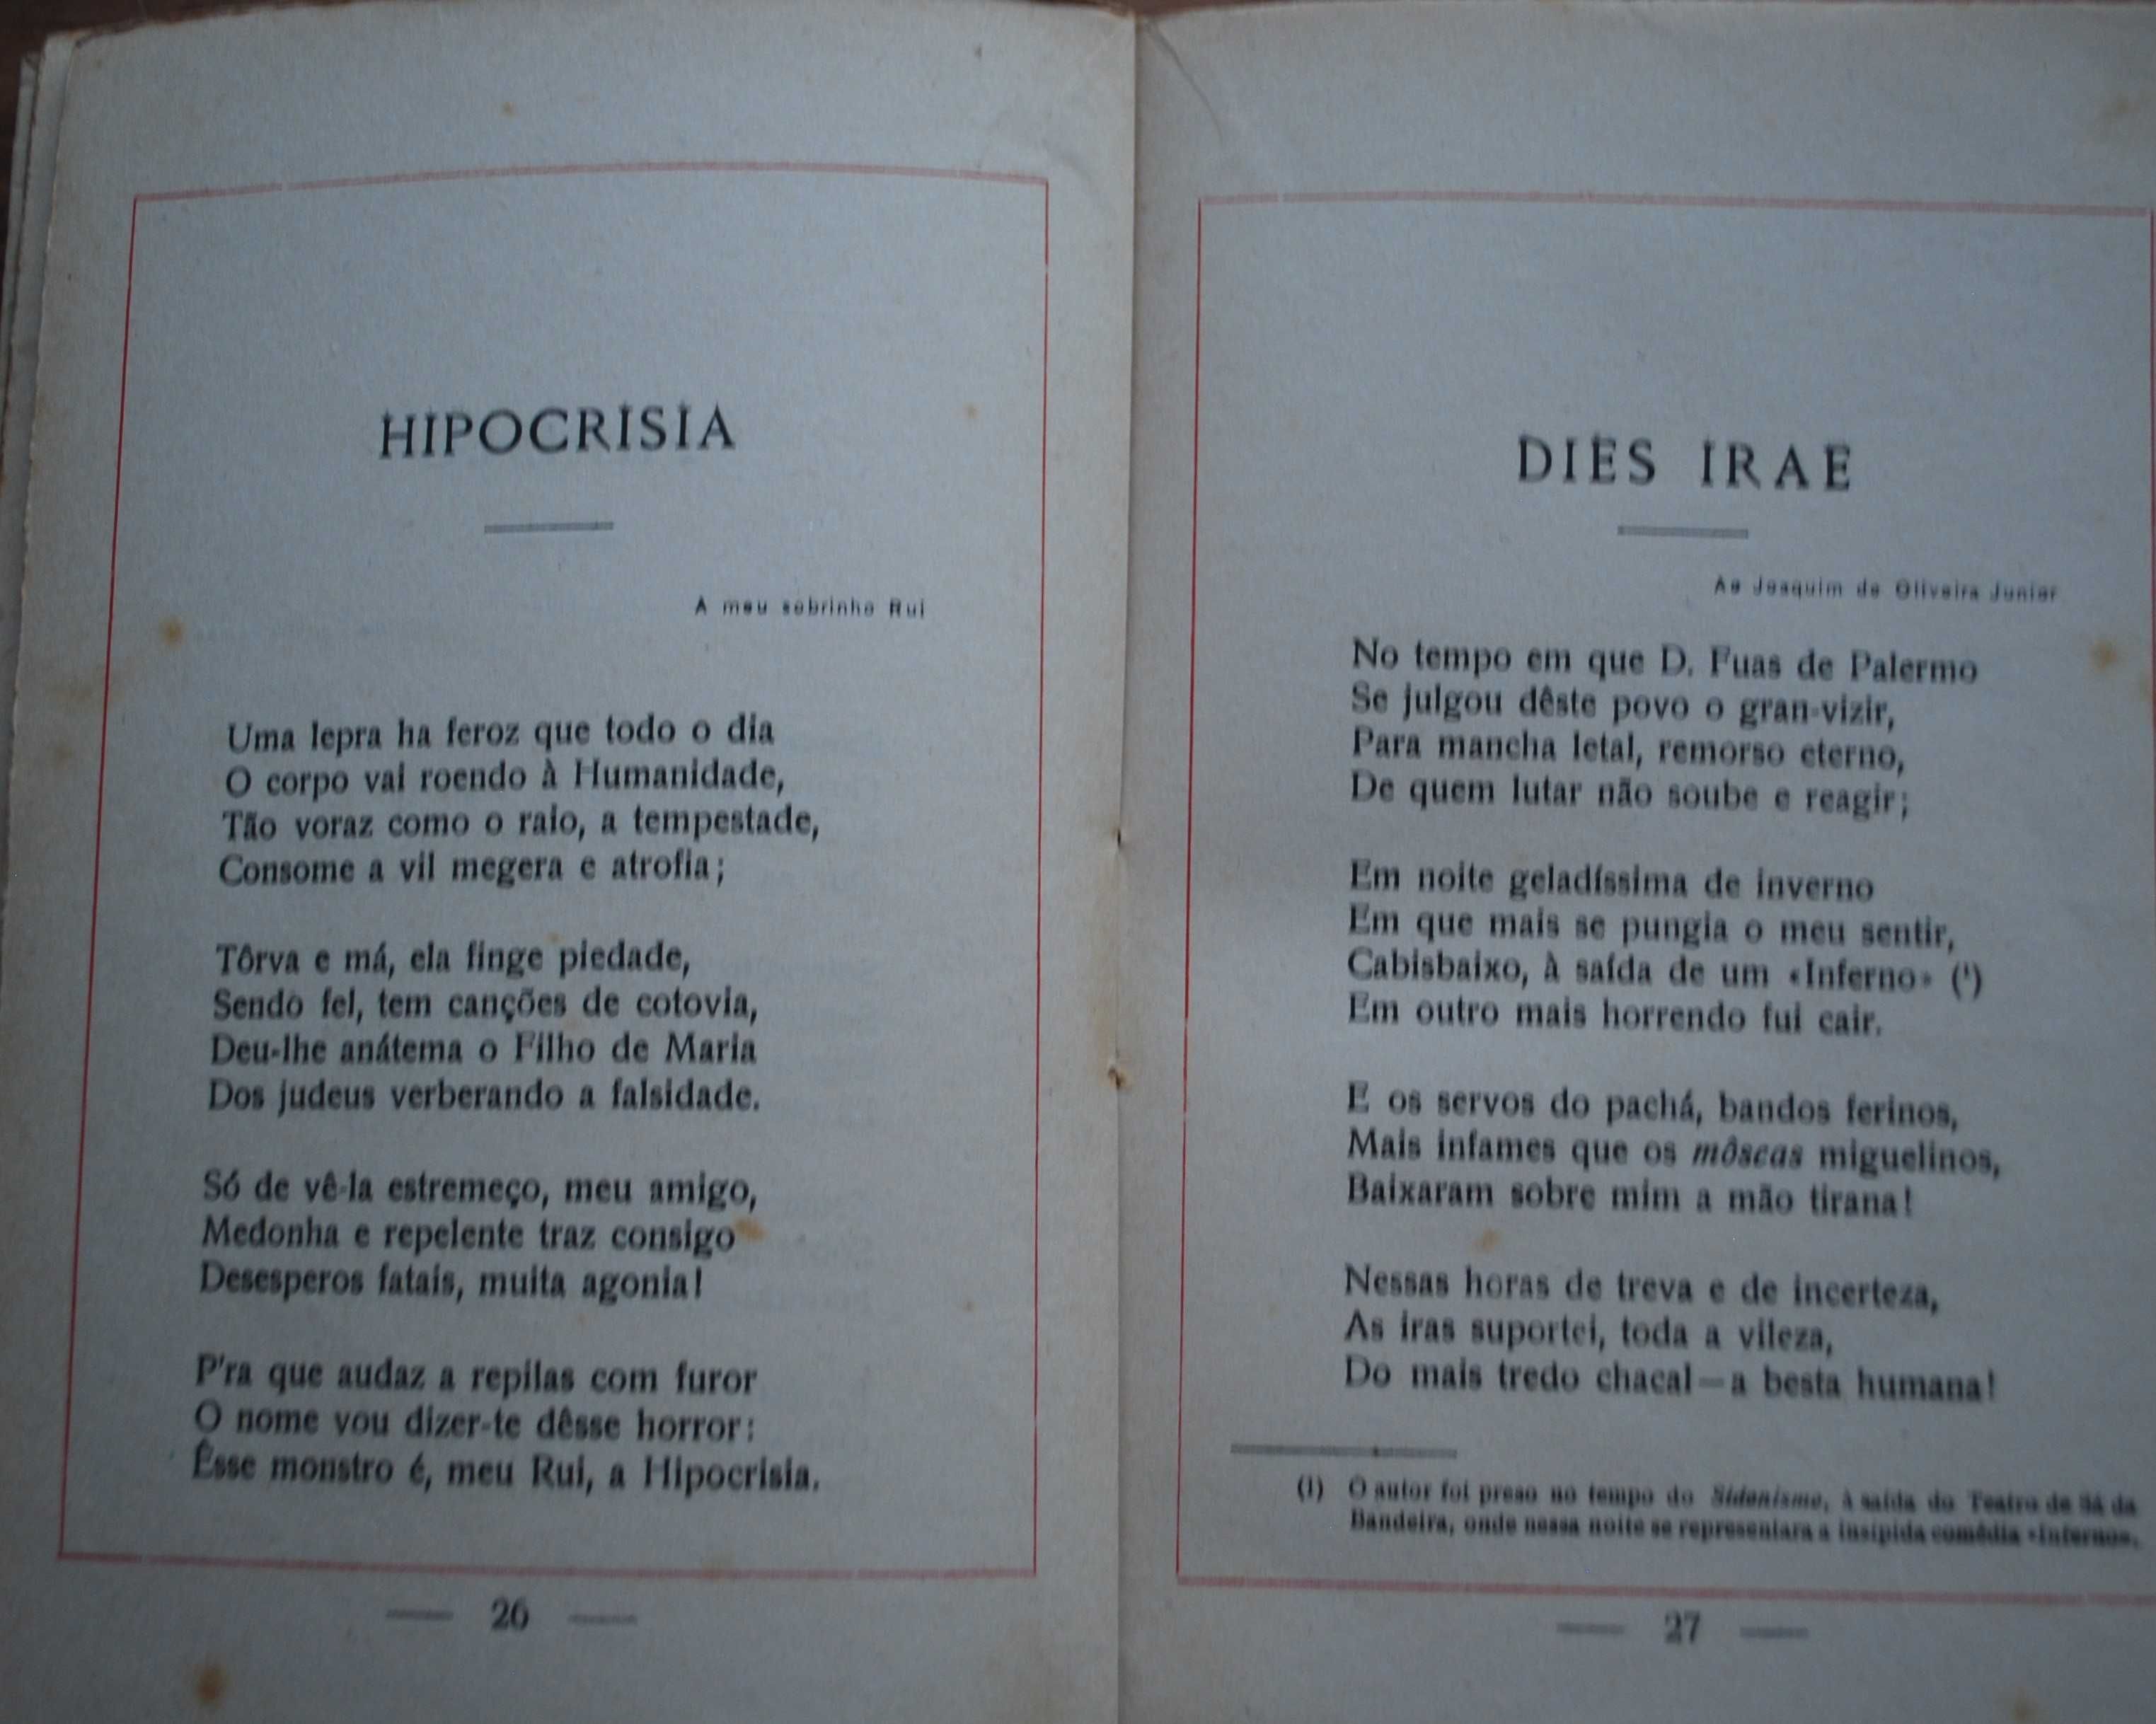 HIPOCRISIA
A meu sobrinho Rui
Uma lepra ha feroz que todo o dia
O corpo vai roendo à Humanidade,
Tão voraz como o raio, a tempestade,
Consome a vil megera e atrofia;
Tôrva e má, ela finge piedade,
Sendo fel, tem canções de cotovia,
Deu-lhe anátema o Filho de Maria
Dos judeus verberando a falsidade.
Só de vê-la estremeço, meu amigo,
Medonha e repelente traz consigo
Desesperos fatais, muita agonia!
P'ra que audaz a repilas com furor
O nome vou dizer-te dêsse horror:
Êsse monstro é, meu Rui, a Hipocrisia.
— 26 —
DIES IRAE
Ao Joaquim de Oliveira Junior
No tempo em que D. Fuas de Palermo
Se julgou dêste povo o gran-vizir,
Para mancha letal, remorso eterno,
De quem lutar não soube e reagir;
Em noite geladíssima de inverno
Em que mais se pungia o meu sentir,
Cabisbaixo, à saída de um «Inferno» (¹)
Em outro mais horrendo fui cair.
E os servos do pachá, bandos ferinos,
Mais infames que os môscas miguelinos,
Baixaram sobre mim a mão tirana!
Nessas horas de treva e de incerteza,
As iras suportei, toda a vileza,
Do mais tredo chacal—a besta humana!
(1) O autor foi preso no tempo do Sidonismo, à saída do Teatro de Sá da
Bandeira, onde nessa noite se representara a insípida comédia «Inferno».
— 27 —